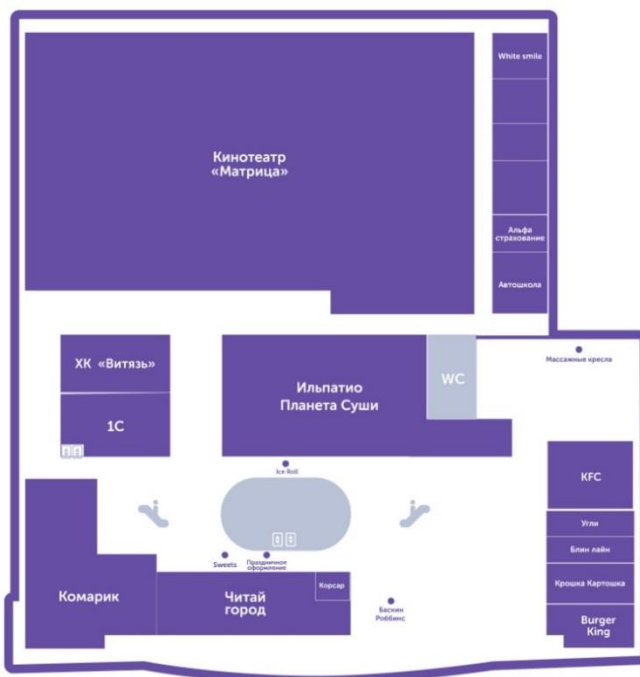 White smile
Кинотеатр
«Матрица»
Альфа
страхование
Автошкола
ХК «Витязь»
1С
Ильпатио
Планета Суши
WC
Массажные кресла
Ice Roll
KFC
Угли
Блин лайн
Крошка Картошка
Burger
King
Sweets
Праздничное
оформление
Комарик
Читай
город
Корсар
Баскин
Роббинс